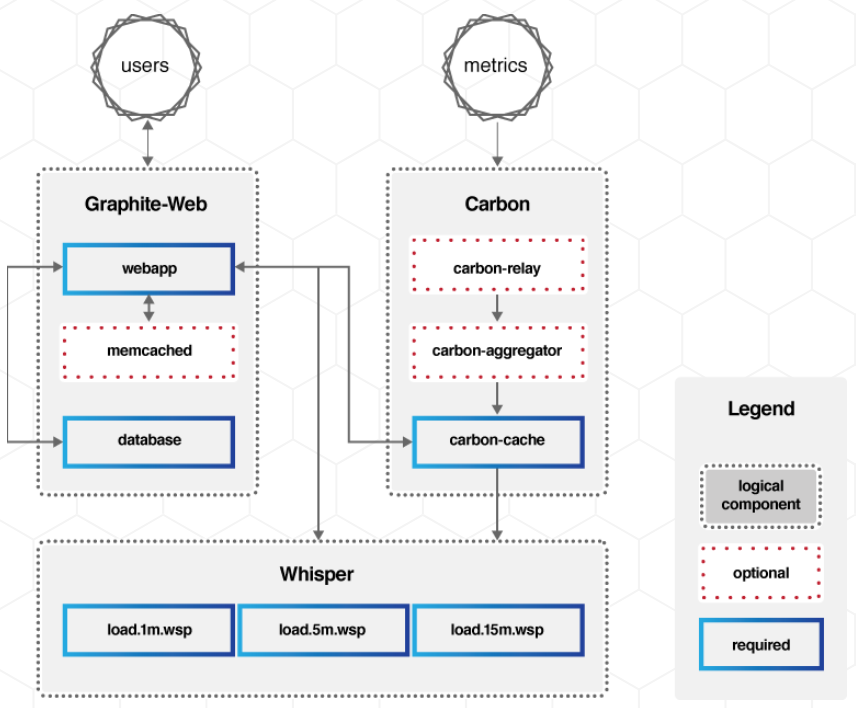 users
metrics
Graphite-Web
webapp
memcached
database
Carbon
carbon-relay
carbon-aggregator
carbon-cache
Whisper
load.1m.wsp
load.5m.wsp
load.15m.wsp
Legend
logical
component
optional
required